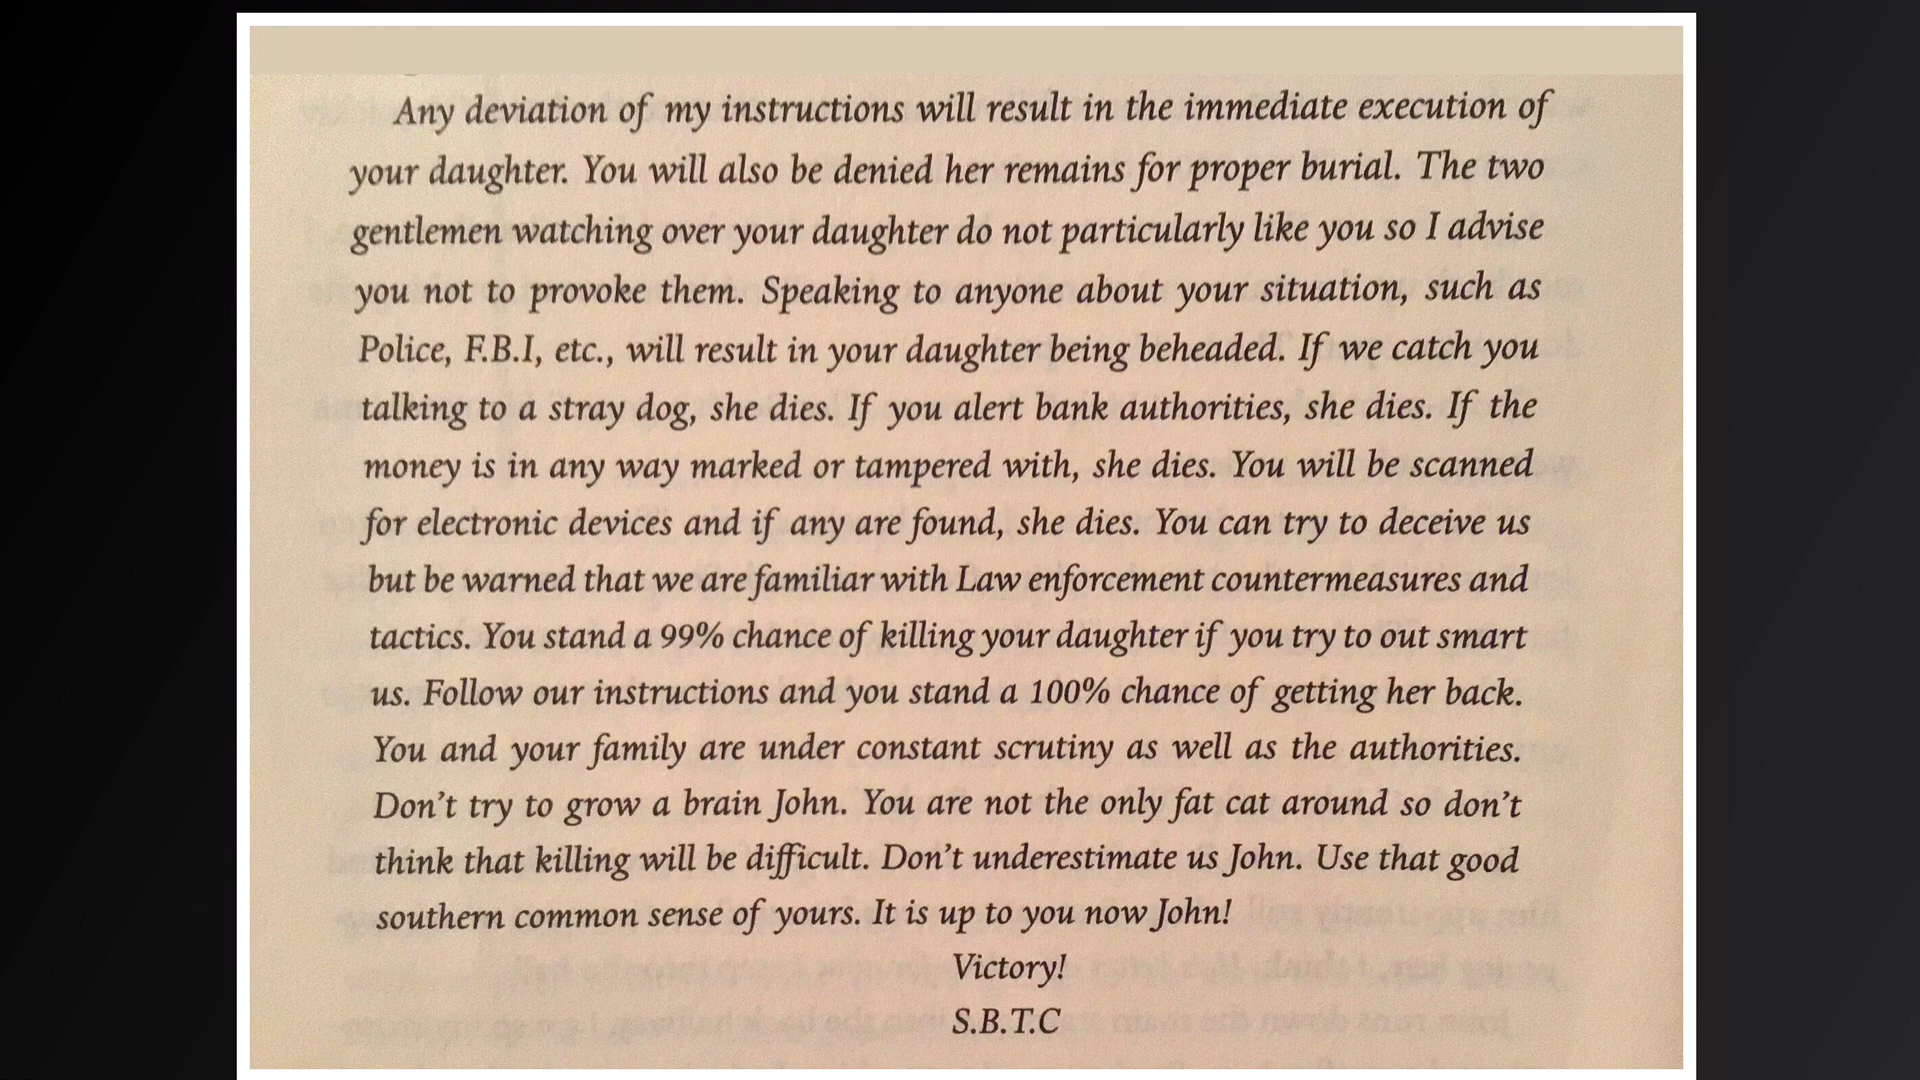 Any deviation of my instructions will result in the immediate execution of
your daughter. You will also be denied her remains for proper burial. The two
gentlemen watching over your daughter do not particularly like you so I advise
you not to provoke them. Speaking to anyone about your situation, such as
Police, F.B.I, etc., will result in your daughter being beheaded. If we catch you
talking to a stray dog, she dies. If you alert bank authorities, she dies. If the
money is in any way marked or tampered with, she dies. You will be scanned
for electronic devices and if any are found, she dies. You can try to deceive us
but be warned that we are familiar with Law enforcement countermeasures and
tactics. You stand a 99% chance of killing your daughter if you try to out smart
us. Follow our instructions and you stand a 100% chance of getting her back.
You and your family are under constant scrutiny as well as the authorities.
Don't try to grow a brain John. You are not the only fat cat around so don't
think that killing will be difficult. Don't underestimate us John. Use that good
southern common sense of yours. It is up to you now John!
Victory!
S.B.T.C